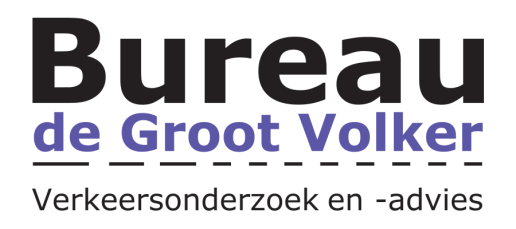 Bureau
de Groot Volker
Verkeersonderzoek en -advies